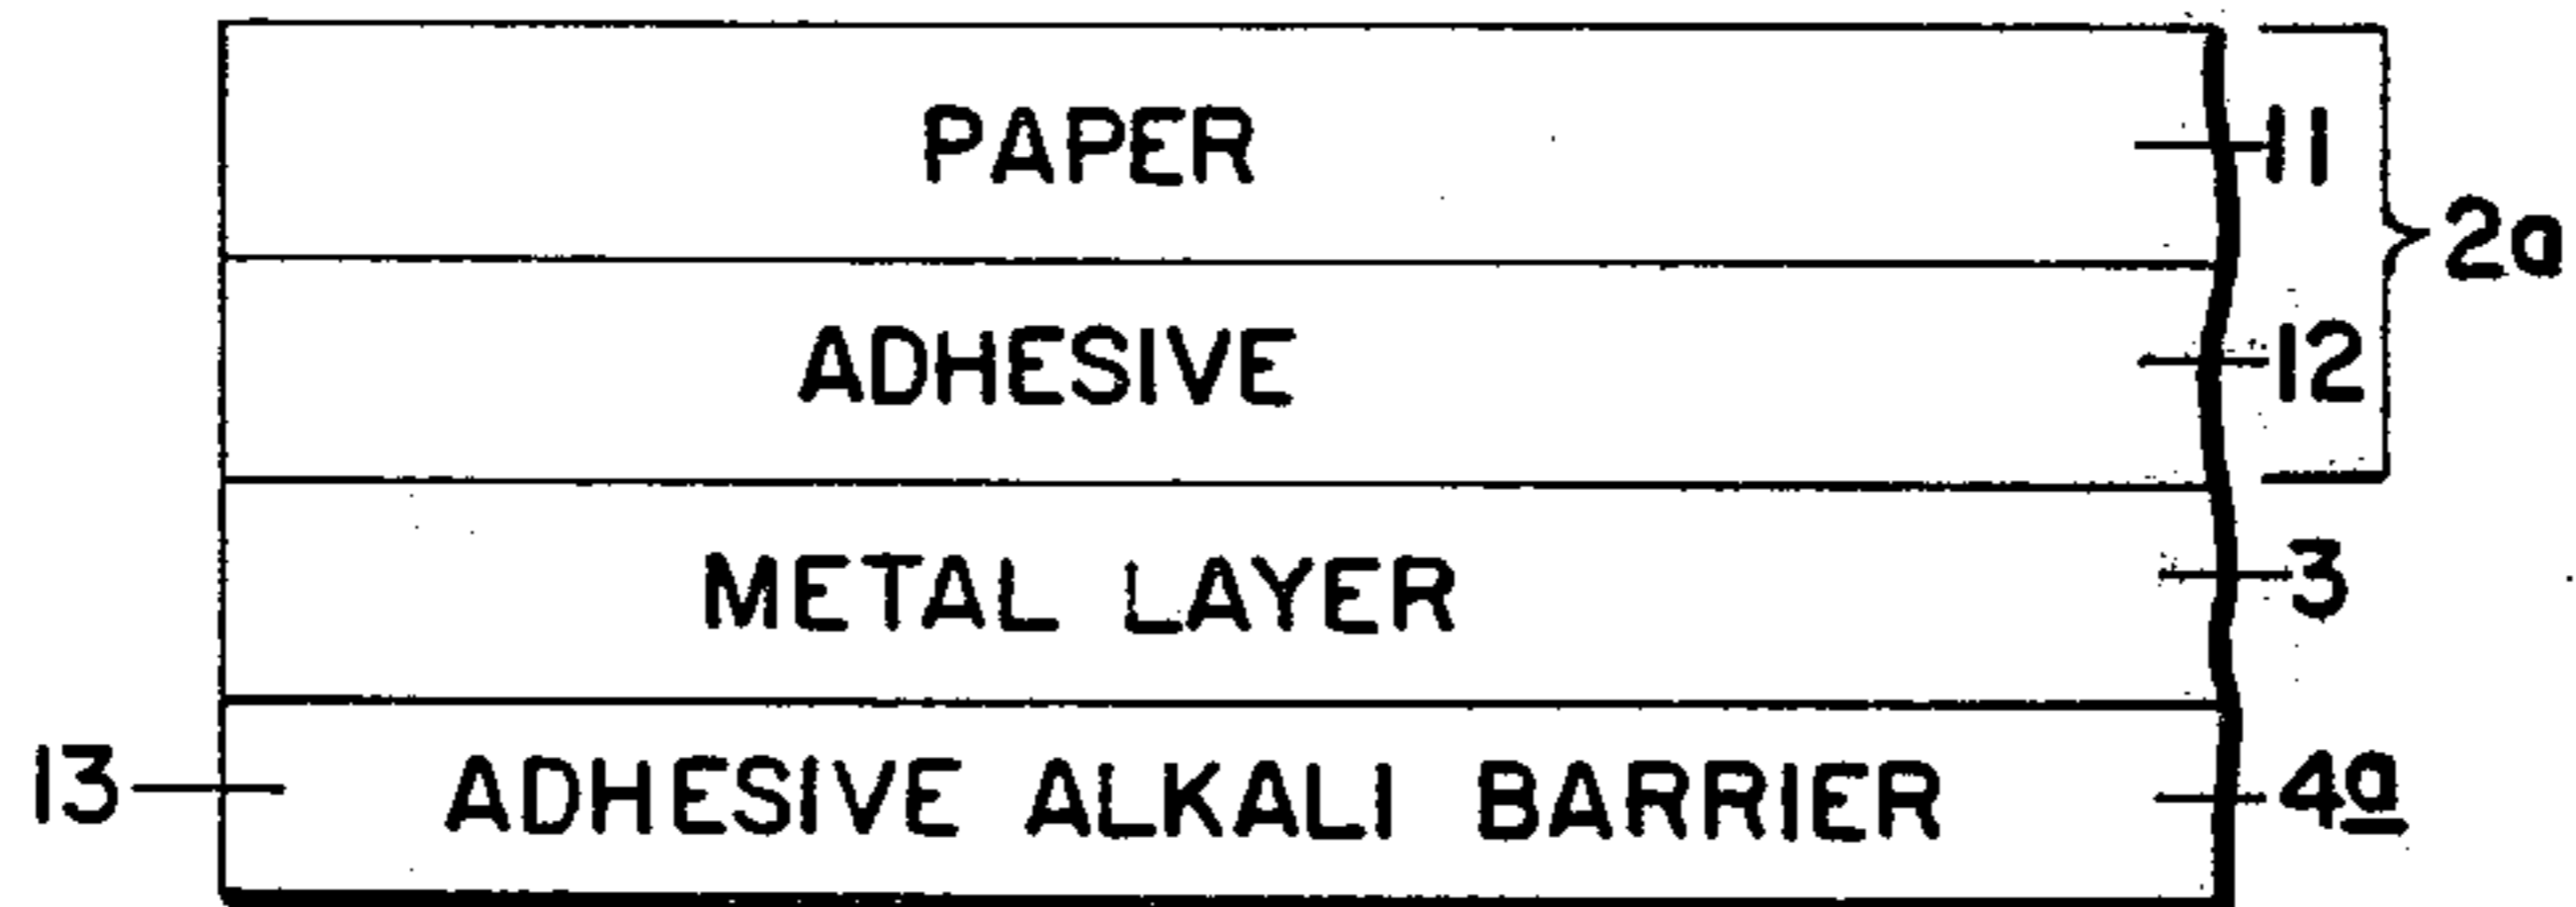 PAPER 11
2a
ADHESIVE 12
METAL LAYER 3
13 ADHESIVE ALKALI BARRIER 4a